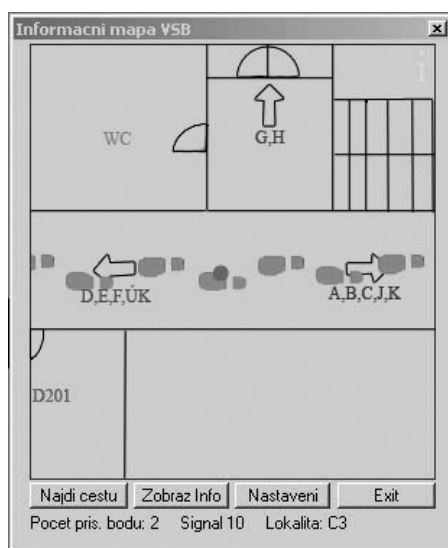 Informacni mapa VSB
i
WC
G,H
D,E,F,ÚK
A,B,C,J,K
D201
Najdi cestu
Zobraz Info
Nastaveni
Exit
Pocet pris. bodu: 2 Signal 10 Lokalita: C3